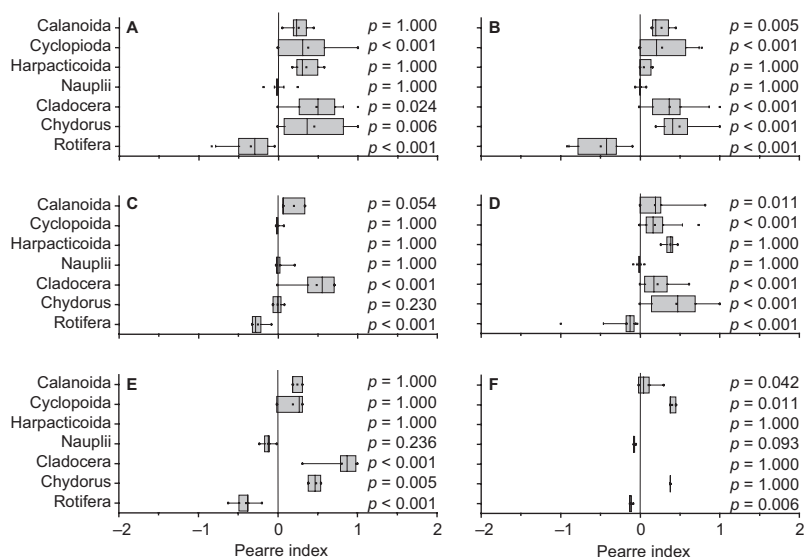 A
Calanoida p = 1.000
Cyclopioda p < 0.001
Harpacticoida p = 1.000
Nauplii p = 1.000
Cladocera p = 0.024
Chydorus p = 0.006
Rotifera p < 0.001
B
p = 0.005
p < 0.001
p = 1.000
p = 1.000
p < 0.001
p < 0.001
p < 0.001
C
Calanoida p = 0.054
Cyclopoida p = 1.000
Harpacticoida p = 1.000
Nauplii p = 1.000
Cladocera p < 0.001
Chydorus p = 0.230
Rotifera p < 0.001
D
p = 0.011
p < 0.001
p = 1.000
p = 1.000
p < 0.001
p < 0.001
p < 0.001
E
Calanoida p = 1.000
Cyclopoida p = 1.000
Harpacticoida p = 1.000
Nauplii p = 0.236
Cladocera p < 0.001
Chydorus p = 0.005
Rotifera p < 0.001
−2 −1 0 1 2
Pearre index
F
p = 0.042
p = 0.011
p = 1.000
p = 0.093
p = 1.000
p = 1.000
p = 0.006
−2 −1 0 1 2
Pearre index